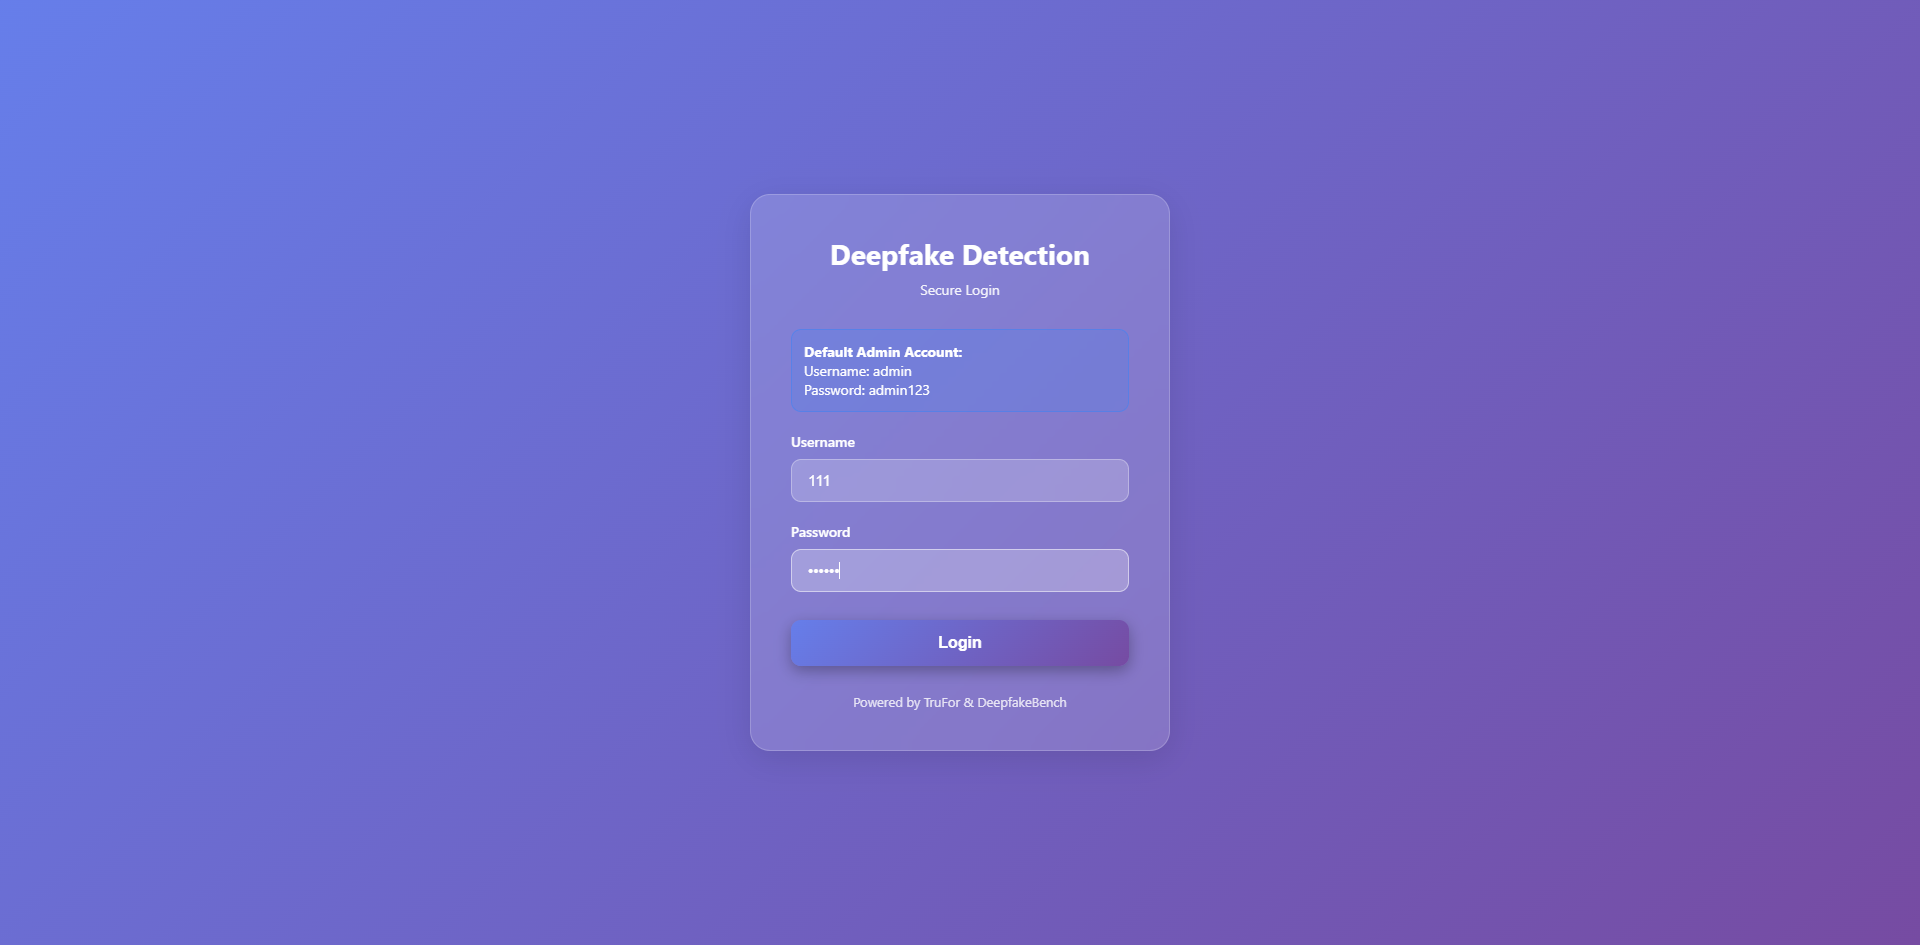 Deepfake Detection
Secure Login
Default Admin Account:
Username: admin
Password: admin123
Username
111
Password
••••••
Login
Powered by TruFor & DeepfakeBench